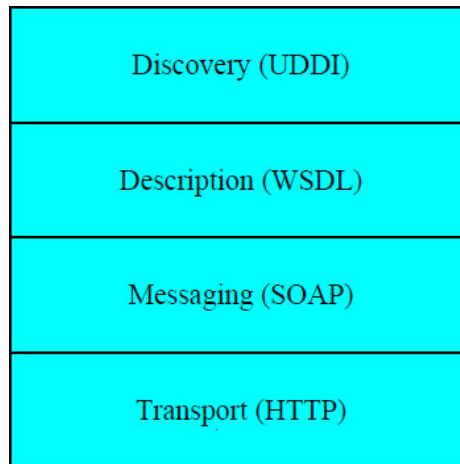 Discovery (UDDI)
Description (WSDL)
Messaging (SOAP)
Transport (HTTP)